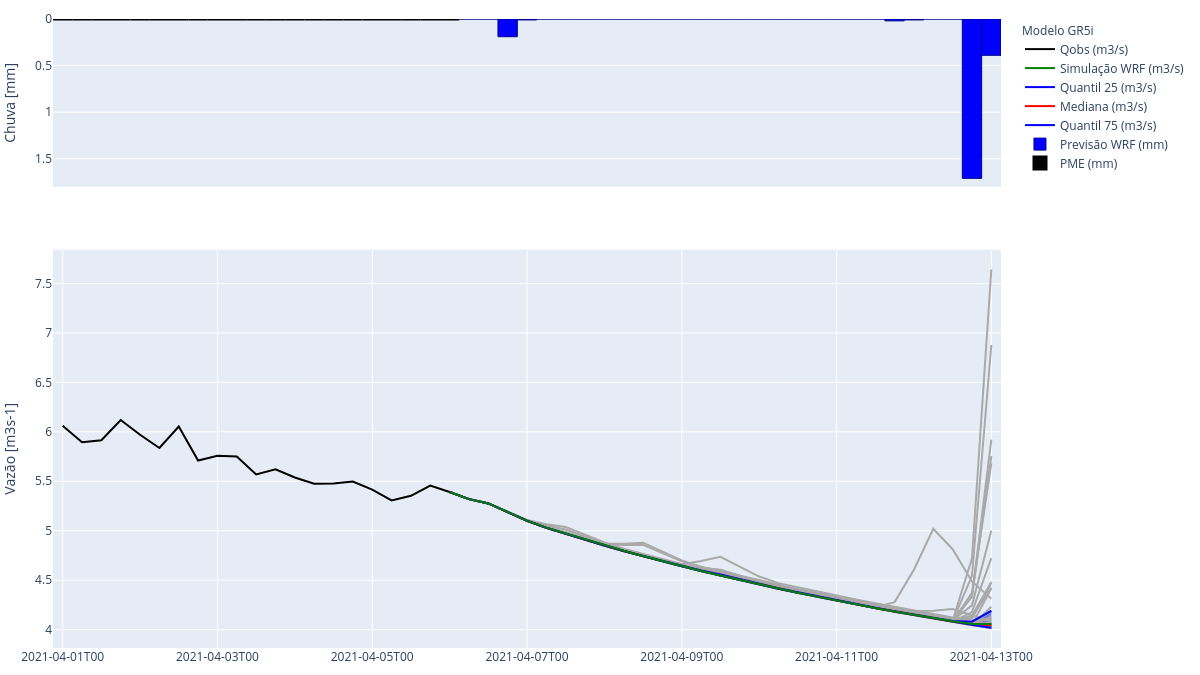 Chuva [mm]
0
0.5
1
1.5
Modelo GR5i
Qobs (m3/s)
Simulação WRF (m3/s)
Quantil 25 (m3/s)
Mediana (m3/s)
Quantil 75 (m3/s)
Previsão WRF (mm)
PME (mm)
Vazão [m3s-1]
7.5
7
6.5
6
5.5
5
4.5
4
2021-04-01T00
2021-04-03T00
2021-04-05T00
2021-04-07T00
2021-04-09T00
2021-04-11T00
2021-04-13T00